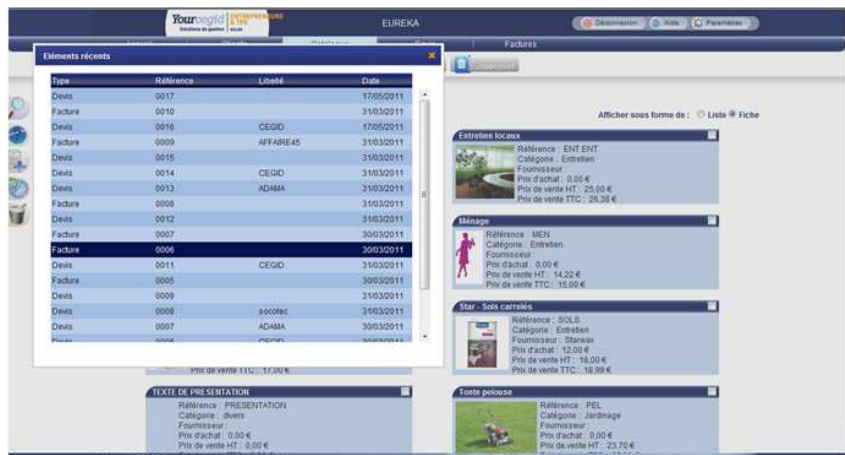 Yourcegid ENTREPRENEURS
& TPE
Solutions de gestion
EUREKA
Déconnexion Aide Paramètres
Factures
Eléments récents
Type Référence Libellé Date
Devis 0017 17/05/2011
Facture 0010 31/03/2011
Devis 0016 CEGID 17/05/2011
Facture 0009 AFFAIRE45 31/03/2011
Devis 0015 31/03/2011
Devis 0014 CEGID 31/03/2011
Devis 0013 ADAMA 31/03/2011
Facture 0008 31/03/2011
Devis 0012 31/03/2011
Facture 0007 30/03/2011
Facture 0006 30/03/2011
Devis 0011 CEGID 31/03/2011
Facture 0005 30/03/2011
Devis 0009 31/03/2011
Devis 0008 socotec 31/03/2011
Devis 0007 ADAMA 30/03/2011
Afficher sous forme de : Liste Fiche
Entretien locaux
Référence : ENT ENT
Catégorie : Entretien
Fournisseur :
Prix d'achat : 0,00 €
Prix de vente HT : 25,00 €
Prix de vente TTC : 26,38 €
Ménage
Référence : MEN
Catégorie : Entretien
Fournisseur :
Prix d'achat : 0,00 €
Prix de vente HT : 14,22 €
Prix de vente TTC : 15,00 €
Star - Sols carrelés
Référence : SOLS
Catégorie : Entretien
Fournisseur : Starwax
Prix d'achat : 12,00 €
Prix de vente HT : 18,00 €
Prix de vente TTC : 18,99 €
Prix de vente TTC : 17,00 €
TEXTE DE PRESENTATION
Référence : PRESENTATION
Catégorie : divers
Fournisseur :
Prix d'achat : 0,00 €
Prix de vente HT : 0,00 €
Tonte pelouse
Référence : PEL
Catégorie : Jardinage
Fournisseur :
Prix d'achat : 0,00 €
Prix de vente HT : 23,70 €